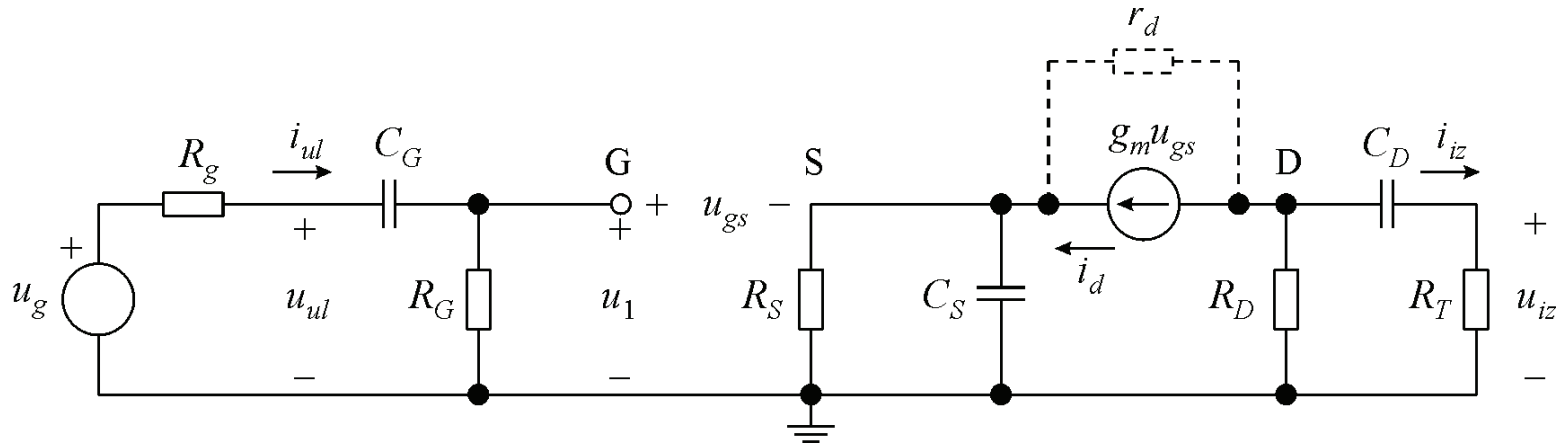 r_d
i_ul C_G g_m u_gs C_D i_iz
R_g G S D
+ u_gs −
+ + + +
i_d
u_g u_ul R_G u_1 R_S C_S R_D R_T u_iz
− − −